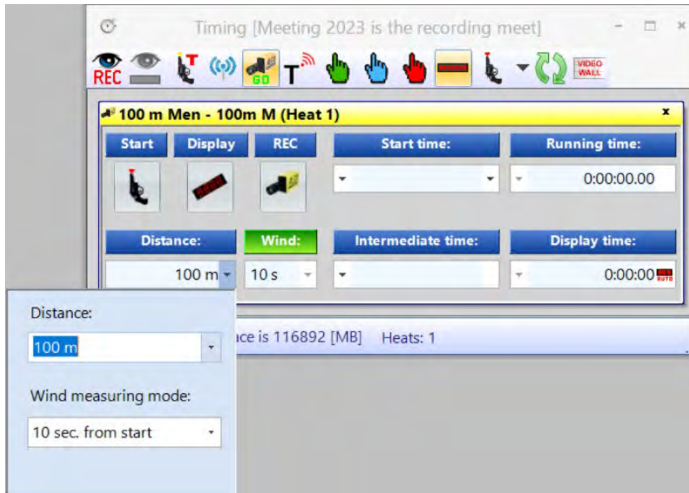 Timing [Meeting 2023 is the recording meet]
REC GO T VIDEO WALL
100 m Men - 100m M (Heat 1) x
Start Display REC Start time: Running time:
0:00:00.00
Distance: Wind: Intermediate time: Display time:
100 m 10 s 0:00:00 AUTO
Distance:
100 m
ce is 116892 [MB] Heats: 1
Wind measuring mode:
10 sec. from start